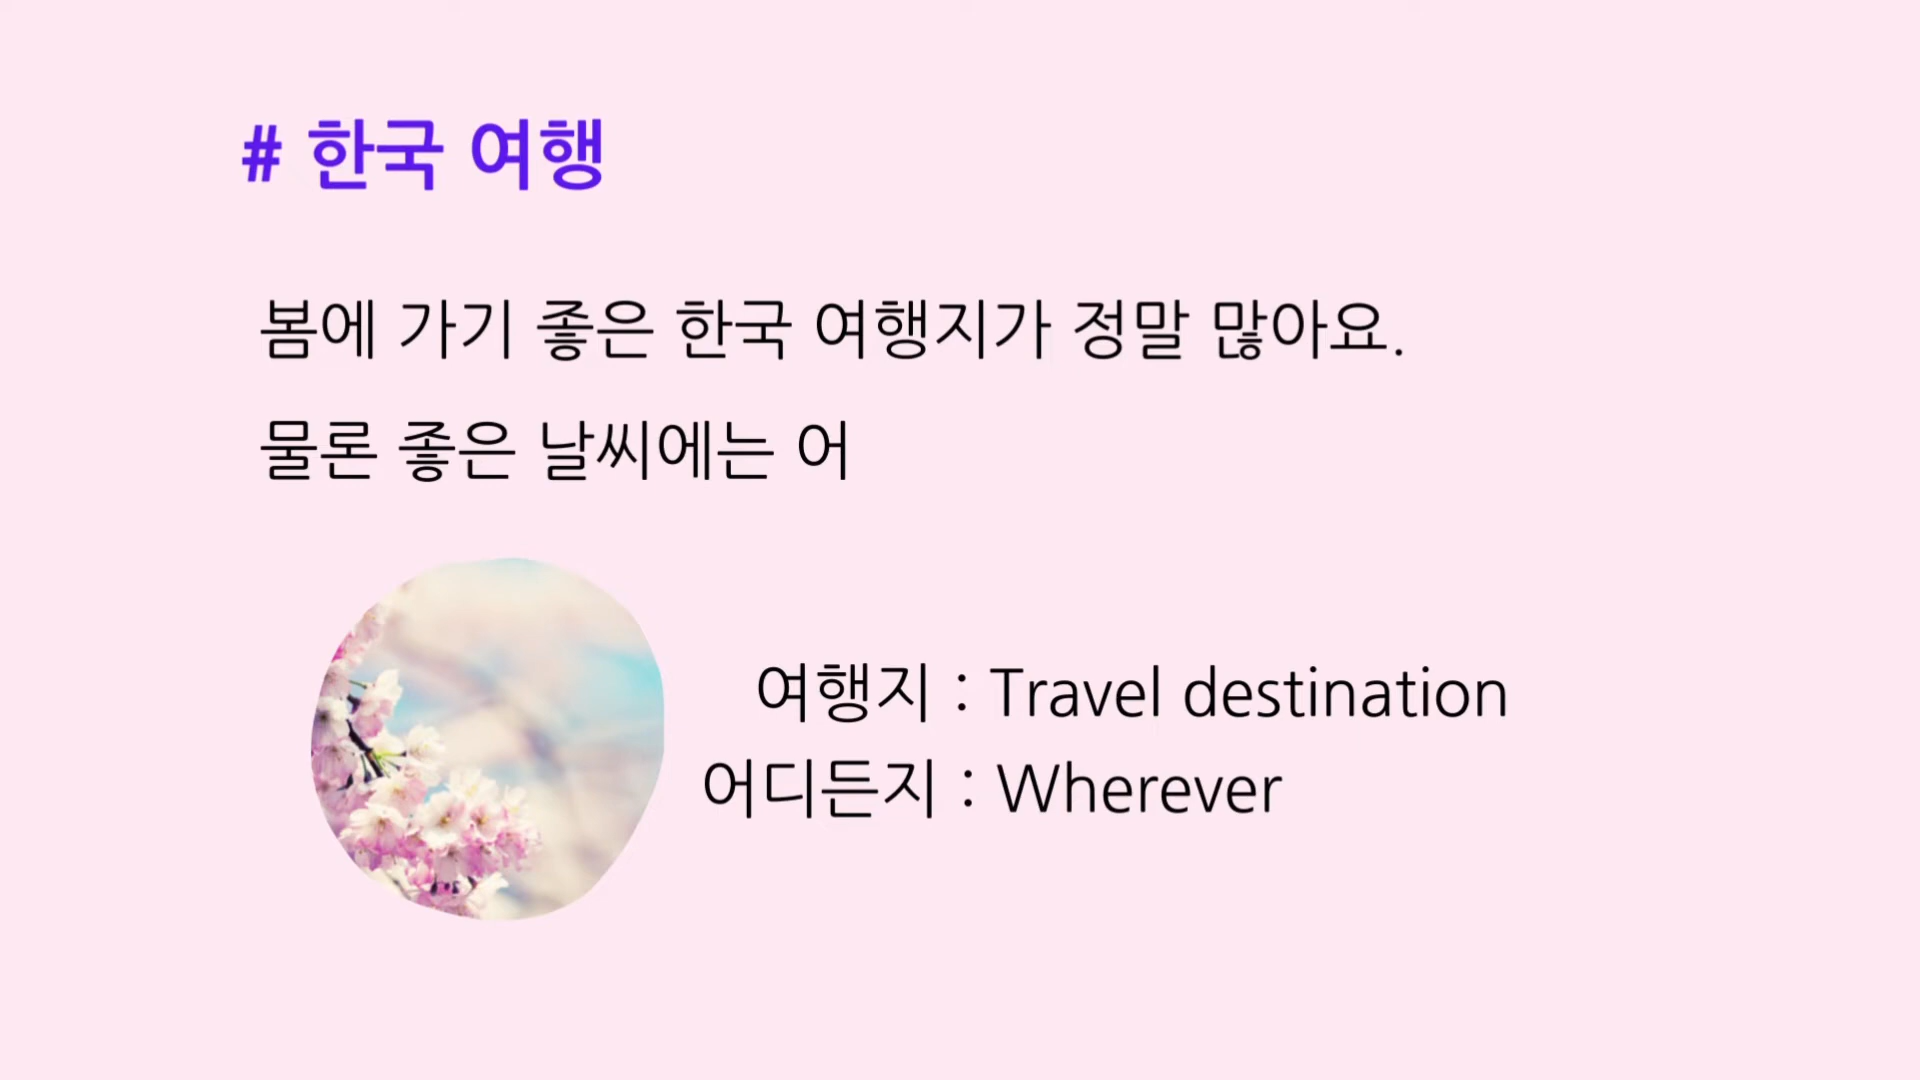 # 한국 여행
봄에 가기 좋은 한국 여행지가 정말 많아요.
물론 좋은 날씨에는 어
여행지 : Travel destination
어디든지 : Wherever